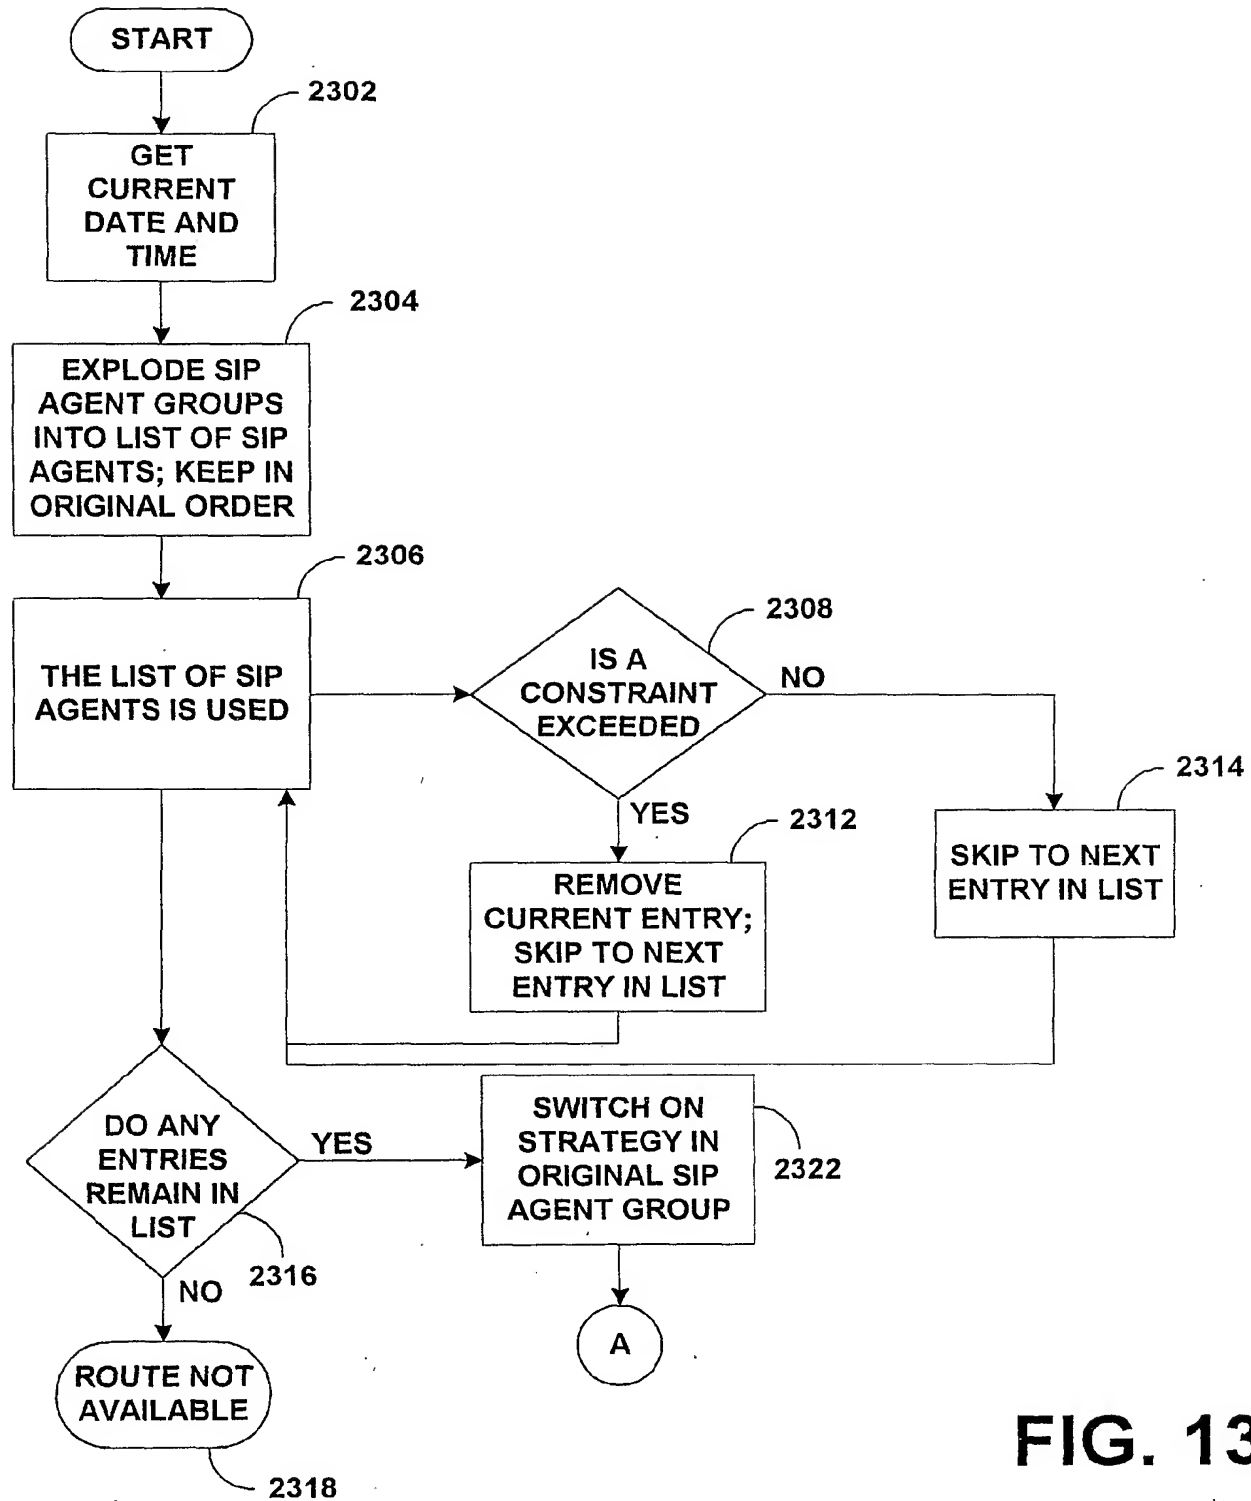 START
2302
GET
CURRENT
DATE AND
TIME
2304
EXPLODE SIP
AGENT GROUPS
INTO LIST OF SIP
AGENTS; KEEP IN
ORIGINAL ORDER
2306
THE LIST OF SIP
AGENTS IS USED
2308
IS A
CONSTRAINT
EXCEEDED
NO
YES
2314
SKIP TO NEXT
ENTRY IN LIST
2312
REMOVE
CURRENT ENTRY;
SKIP TO NEXT
ENTRY IN LIST
DO ANY
ENTRIES
REMAIN IN
LIST
2316
YES
SWITCH ON
STRATEGY IN
ORIGINAL SIP
AGENT GROUP
2322
NO
A
ROUTE NOT
AVAILABLE
2318
FIG. 13